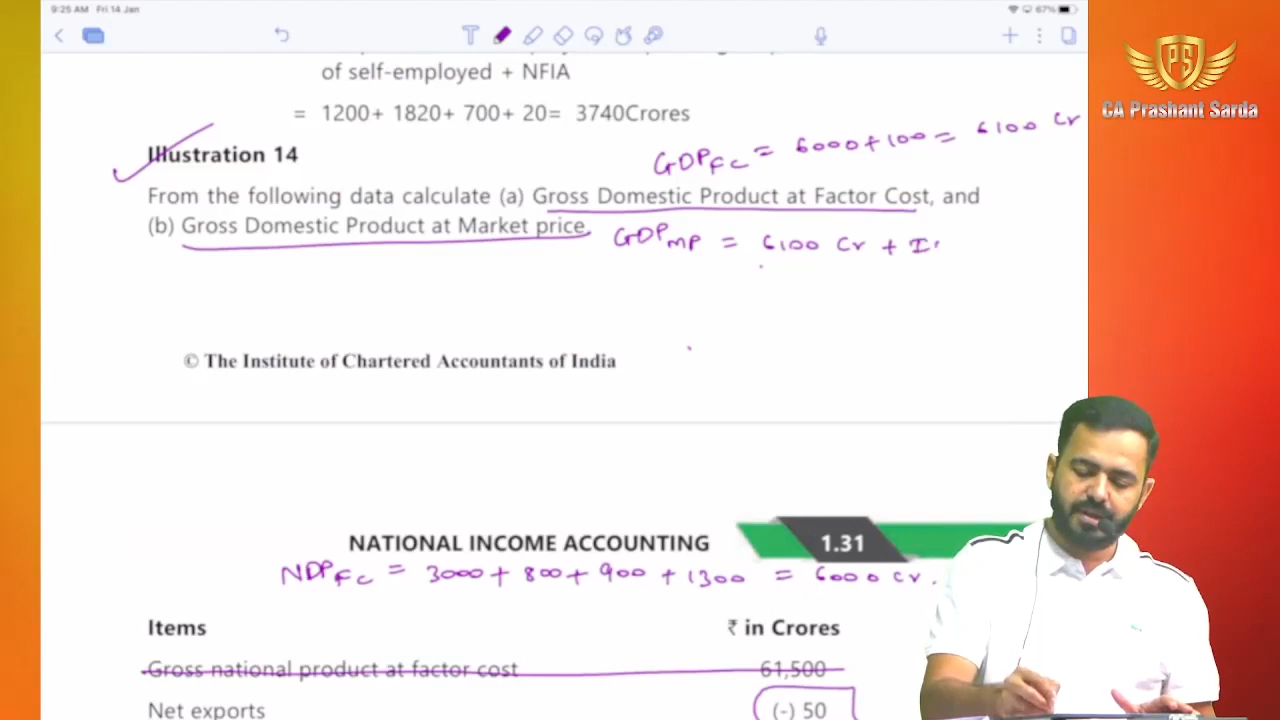 9:25 AM Fri 14 Jan
67%
PS
CA Prashant Sarda
of self-employed + NFIA
= 1200+ 1820+ 700+ 20= 3740Crores
Illustration 14
GDPFC = 6000+100 = 6100 Cr
From the following data calculate (a) Gross Domestic Product at Factor Cost, and
(b) Gross Domestic Product at Market price.
GDPMP = 6100 Cr + I
© The Institute of Chartered Accountants of India
NATIONAL INCOME ACCOUNTING
1.31
NDPFC = 3000+ 800+ 900 +1300 = 6000 Cr.
Items ₹ in Crores
Gross national product at factor cost 61,500
Net exports (-) 50